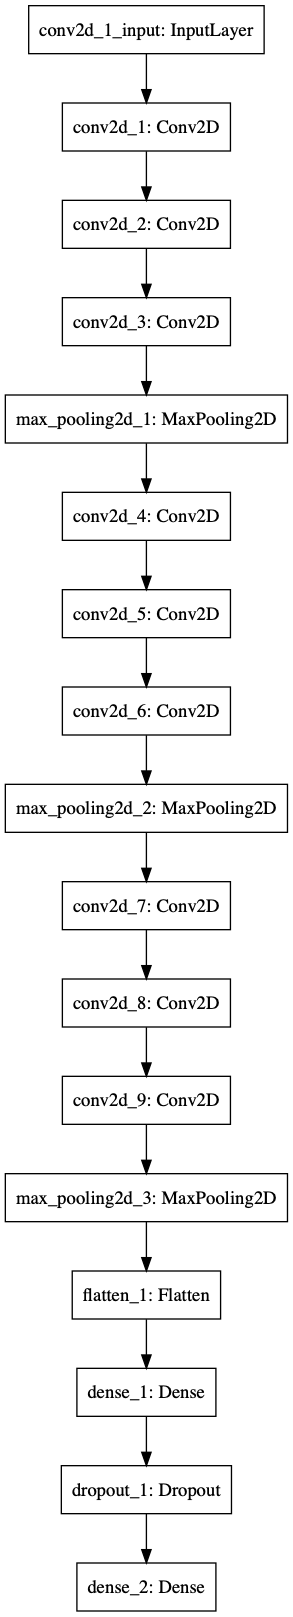 conv2d_1_input: InputLayer
conv2d_1: Conv2D
conv2d_2: Conv2D
conv2d_3: Conv2D
max_pooling2d_1: MaxPooling2D
conv2d_4: Conv2D
conv2d_5: Conv2D
conv2d_6: Conv2D
max_pooling2d_2: MaxPooling2D
conv2d_7: Conv2D
conv2d_8: Conv2D
conv2d_9: Conv2D
max_pooling2d_3: MaxPooling2D
flatten_1: Flatten
dense_1: Dense
dropout_1: Dropout
dense_2: Dense